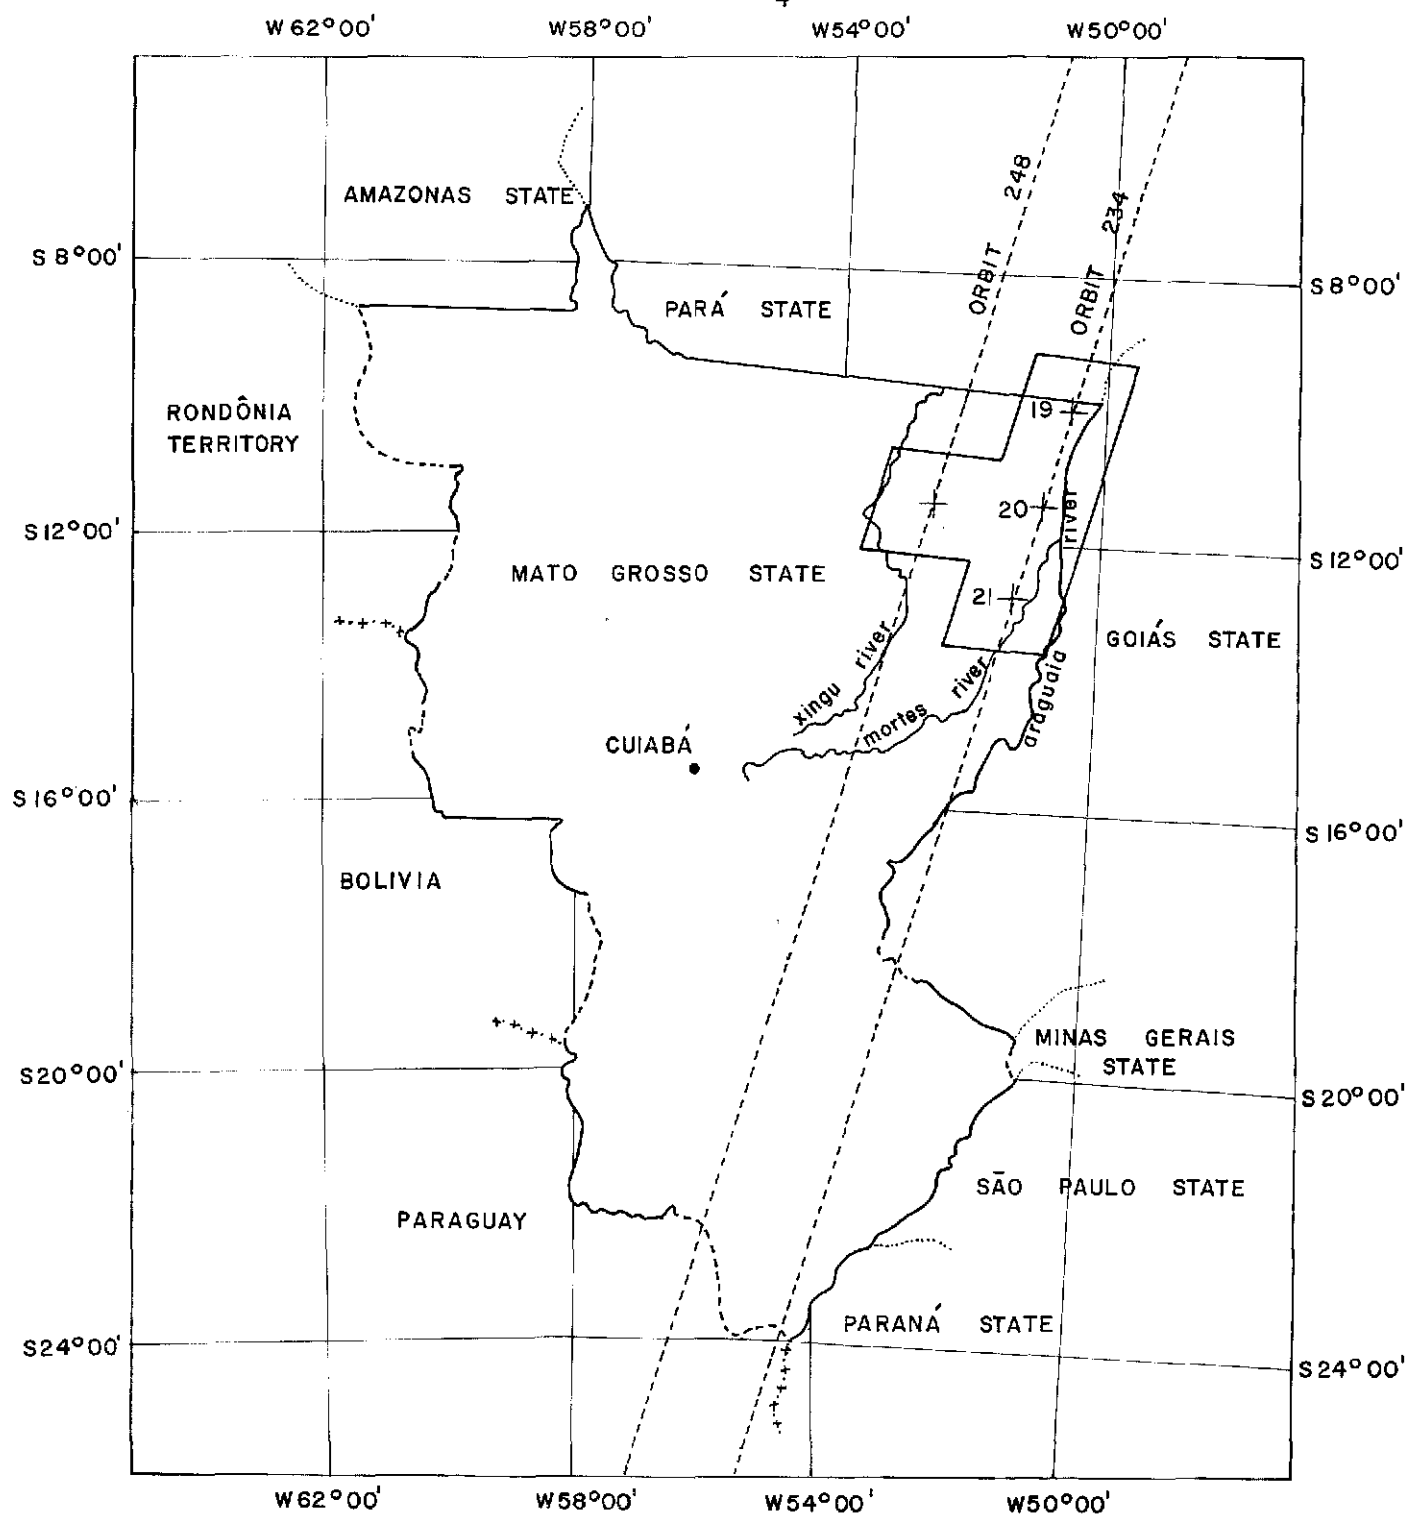 4
W 62°00' W58°00' W54°00' W50°00'
248
AMAZONAS STATE
234
S 8°00'
ORBIT
ORBIT
S 8°00'
PARÁ STATE
19
RONDÔNIA
TERRITORY
20
river
S12°00'
S12°00'
MATO GROSSO STATE
21
GOIÁS STATE
xingu river
mortes river
araguaia
CUIABÁ
S16°00'
S16°00'
BOLIVIA
MINAS GERAIS
STATE
S20°00'
S20°00'
SÃO PAULO STATE
PARAGUAY
PARANÁ STATE
S24°00'
S24°00'
W62°00' W58°00' W54°00' W50°00'